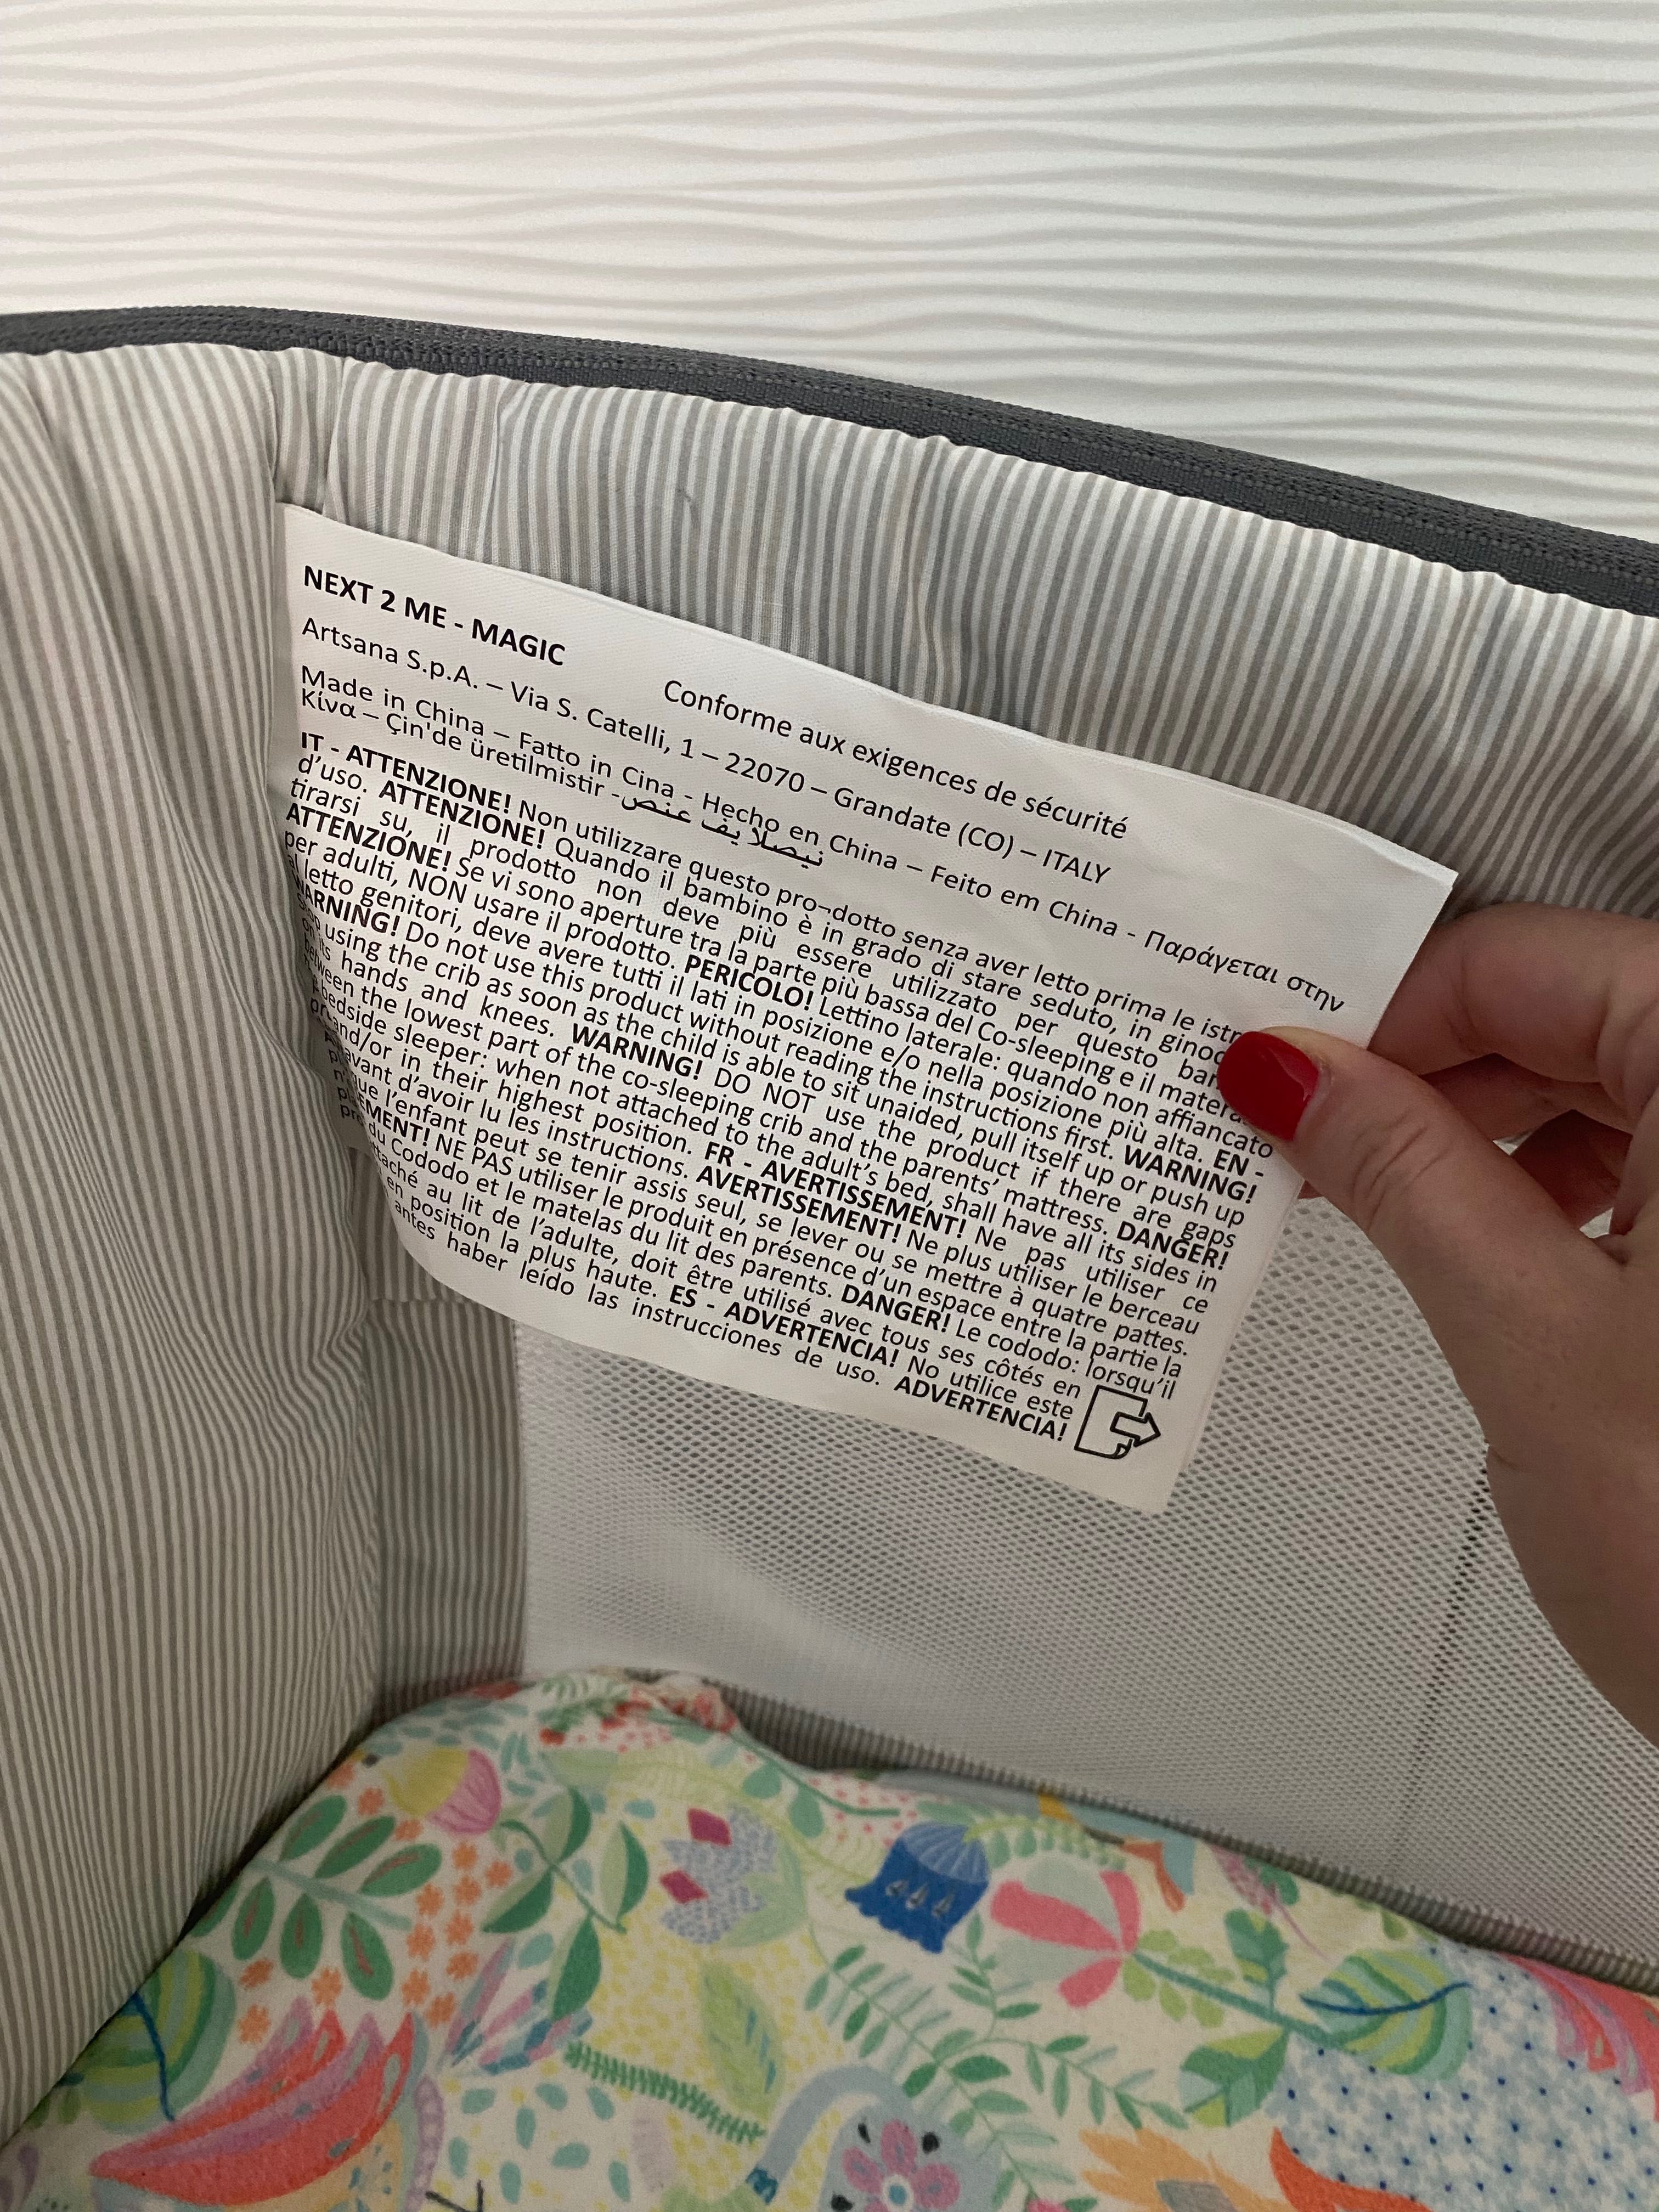 NEXT 2 ME - MAGIC
Conforme aux exigences de sécurité
Artsana S.p.A. – Via S. Catelli, 1 – 22070 – Grandate (CO) – ITALY
Made in China – Fatto in Cina - Hecho en China – Feito em China - Παράγεται στην
Κίνα – Çin'de üretilmistir -
IT - ATTENZIONE! Non utilizzare questo pro–dotto senza aver letto prima le
d'uso. ATTENZIONE! Quando il bambino è in grado di stare seduto, in
tirarsi su, il prodotto non deve più essere utilizzato per questo
ATTENZIONE! Se vi sono aperture tra la parte più bassa del Co-sleeping e il
per adulti, NON usare il prodotto. PERICOLO! Lettino laterale: quando non affiancato
al letto genitori, deve avere tutti il lati in posizione e/o nella posizione più alta. EN -
WARNING! Do not use this product without reading the instructions first. WARNING!
Stop using the crib as soon as the child is able to sit unaided, pull itself up or push up
on its hands and knees. WARNING! DO NOT use the product if there are gaps
between the lowest part of the co-sleeping crib and the parents' mattress. DANGER!
bedside sleeper: when not attached to the adult's bed, shall have all its sides in
and/or in their highest position. FR - AVERTISSEMENT! Ne pas utiliser ce
avant d'avoir lu les instructions. AVERTISSEMENT! Ne plus utiliser le berceau
que l'enfant peut se tenir assis seul, se lever ou se mettre à quatre pattes.
NE PAS utiliser le produit en présence d'un espace entre la partie la
du Cododo et le matelas du lit des parents. DANGER! Le cododo: lorsqu'il
au lit de l'adulte, doit être utilisé avec tous ses côtés en
en position la plus haute. ES - ADVERTENCIA! No utilice este
antes haber leído las instrucciones de uso. ADVERTENCIA!